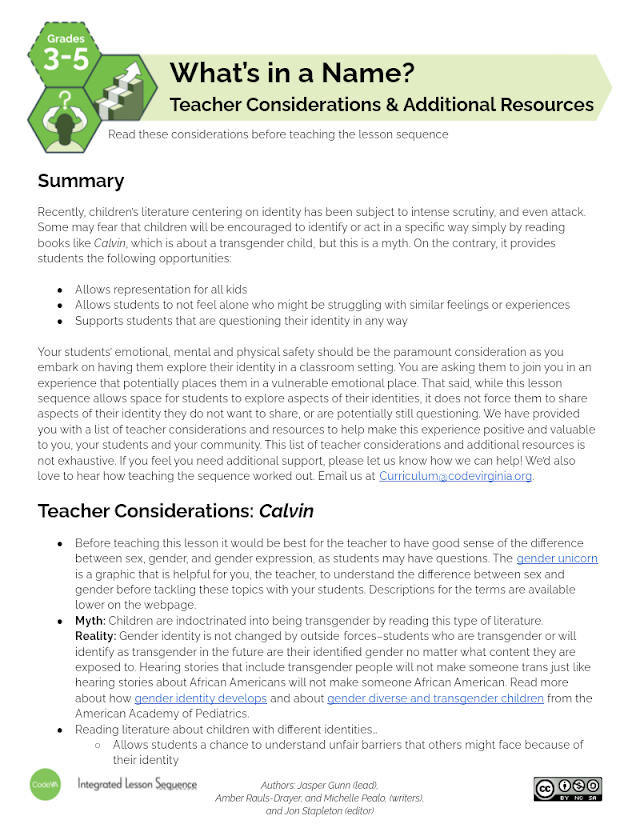 Grades
3-5
What's in a Name?
Teacher Considerations & Additional Resources
?
Read these considerations before teaching the lesson sequence
Summary
Recently, children's literature centering on identity has been subject to intense scrutiny, and even attack.
Some may fear that children will be encouraged to identify or act in a specific way simply by reading
books like Calvin, which is about a transgender child, but this is a myth. On the contrary, it provides
students the following opportunities:
● Allows representation for all kids
● Allows students to not feel alone who might be struggling with similar feelings or experiences
● Supports students that are questioning their identity in any way
Your students' emotional, mental and physical safety should be the paramount consideration as you
embark on having them explore their identity in a classroom setting. You are asking them to join you in an
experience that potentially places them in a vulnerable emotional place. That said, while this lesson
sequence allows space for students to explore aspects of their identities, it does not force them to share
aspects of their identity they do not want to share, or are potentially still questioning. We have provided
you with a list of teacher considerations and resources to help make this experience positive and valuable
to you, your students and your community. This list of teacher considerations and additional resources is
not exhaustive. If you feel you need additional support, please let us know how we can help! We'd also
love to hear how teaching the sequence worked out. Email us at Curriculum@codevirginia.org.
Teacher Considerations: Calvin
● Before teaching this lesson it would be best for the teacher to have good sense of the difference
between sex, gender, and gender expression, as students may have questions. The gender unicorn
is a graphic that is helpful for you, the teacher, to understand the difference between sex and
gender before tackling these topics with your students. Descriptions for the terms are available
lower on the webpage.
● Myth: Children are indoctrinated into being transgender by reading this type of literature.
Reality: Gender identity is not changed by outside forces–students who are transgender or will
identify as transgender in the future are their identified gender no matter what content they are
exposed to. Hearing stories that include transgender people will not make someone trans just like
hearing stories about African Americans will not make someone African American. Read more
about how gender identity develops and about gender diverse and transgender children from the
American Academy of Pediatrics.
● Reading literature about children with different identities…
○ Allows students a chance to understand unfair barriers that others might face because of
their identity
CodeVA
Integrated Lesson Sequence
Authors: Jasper Gunn (lead),
Amber Rauls-Drayer, and Michelle Pealo, (writers),
and Jon Stapleton (editor)
cc
BY NC SA